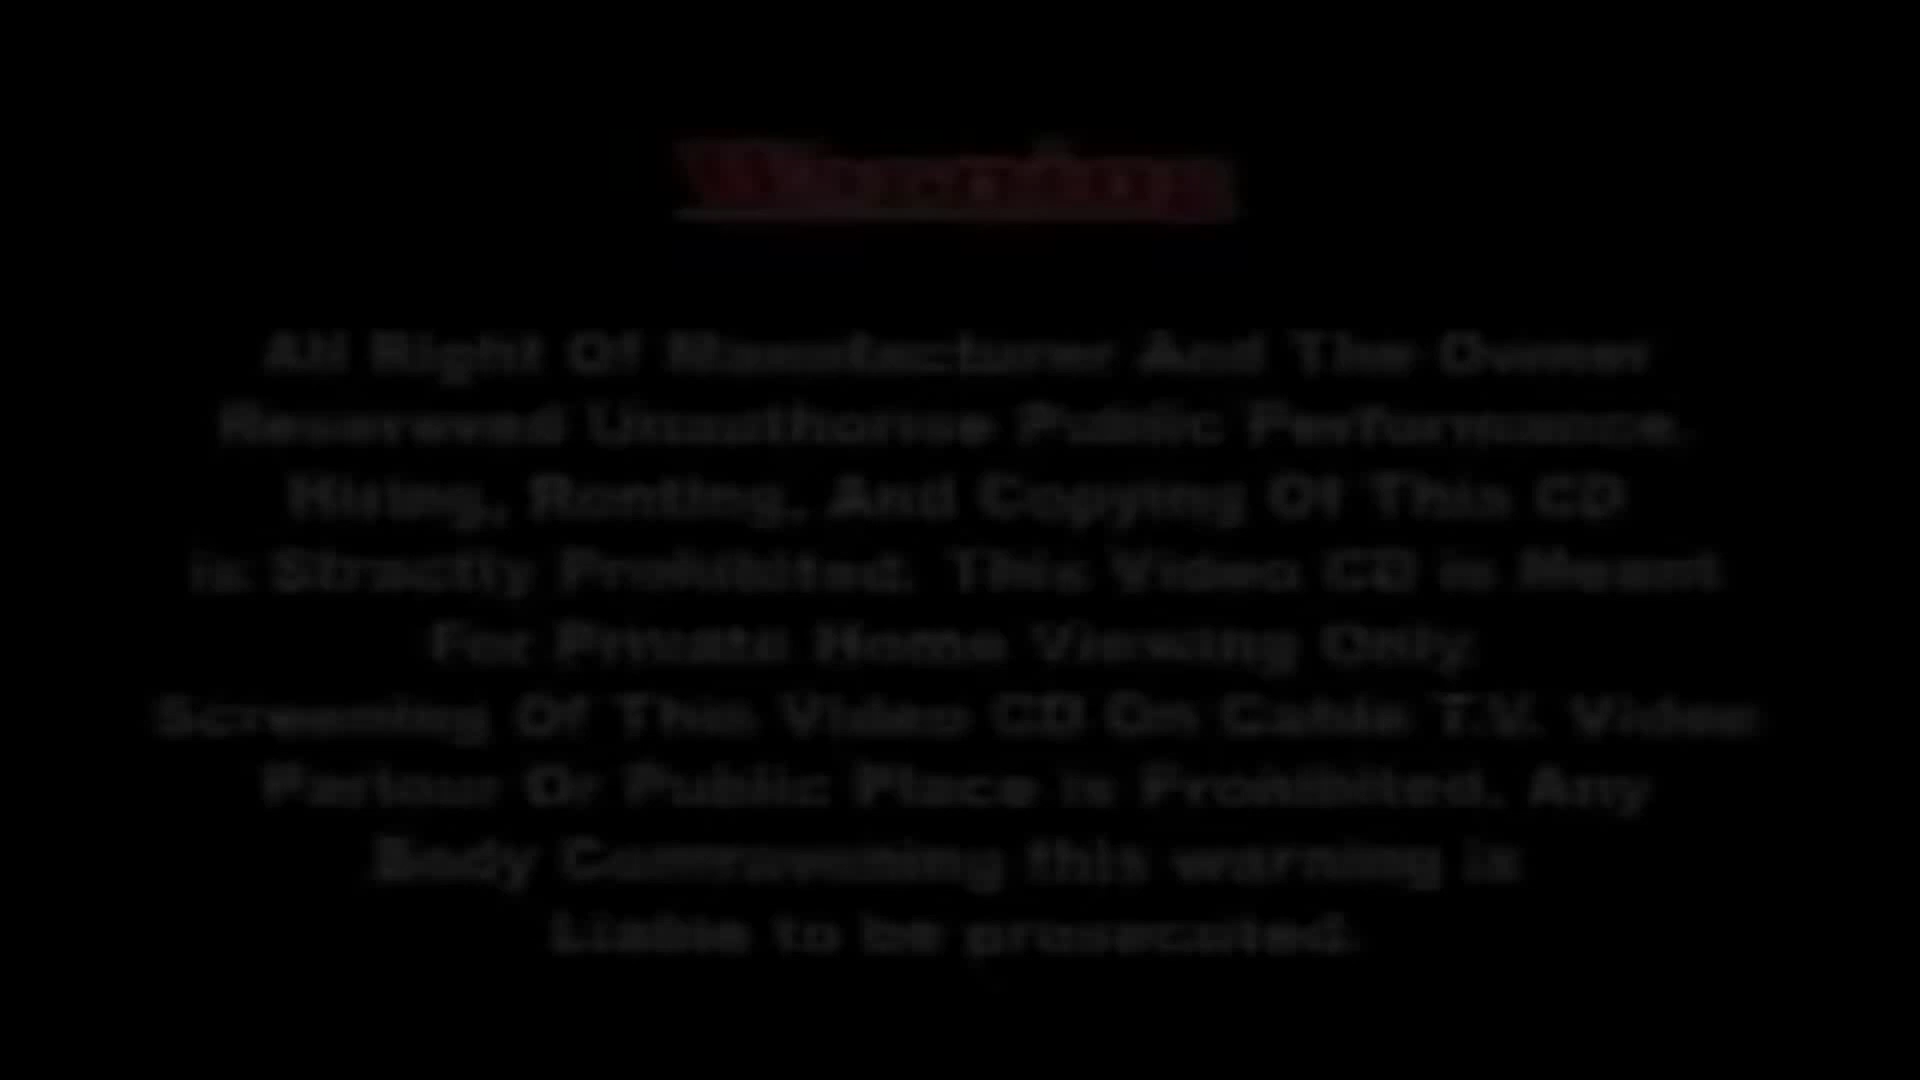 Warning
All Right Of Manufacturer And The Owner
Reserved Unauthorise Public Performance.
Hiring, Renting, And Copying Of This CD
is Stractly Prohibited. This Video CD is Meant
For Private Home Viewing Only.
Screening Of This Video CD On Cable T.V. Video
Parlour Or Public Place is Prohibited. Any
Body this warning is
Liable to be prosecuted.